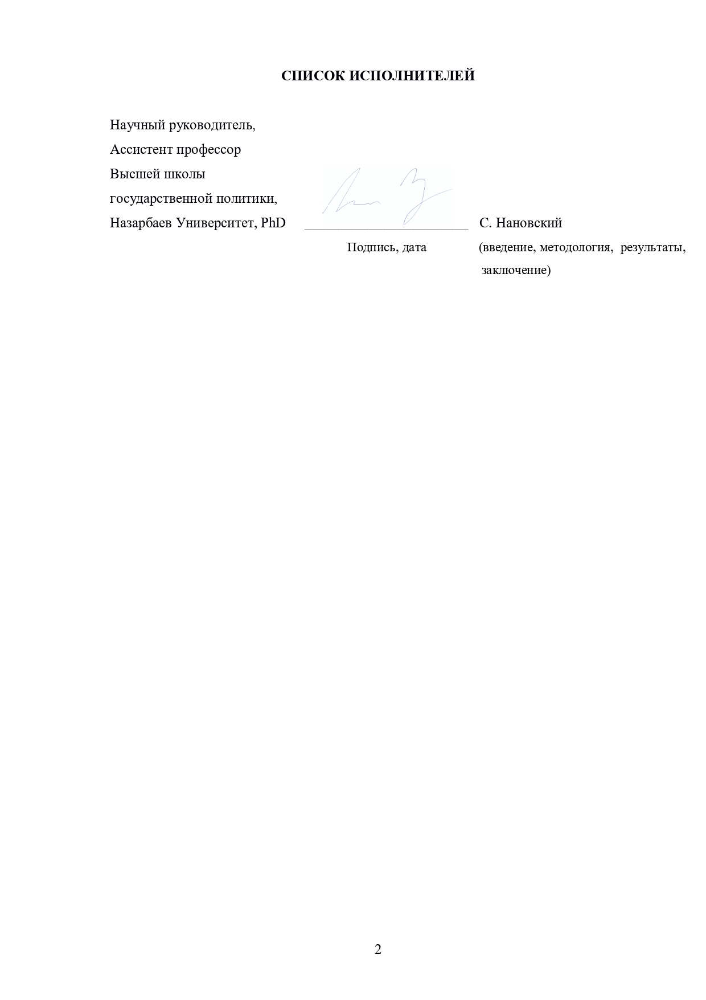 СПИСОК ИСПОЛНИТЕЛЕЙ
Научный руководитель,
Ассистент профессор
Высшей школы
государственной политики,
Назарбаев Университет, PhD _______________________ С. Нановский
Подпись, дата (введение, методология, результаты,
заключение)
2